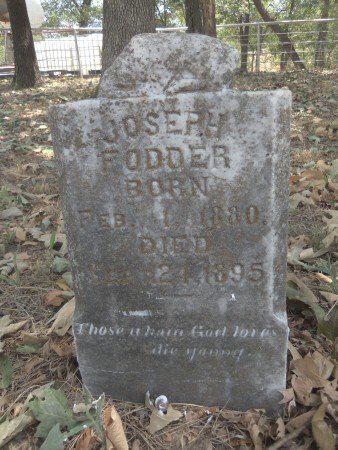 JOSEPH
FODDER
BORN
FEB. 1, 1880.
DIED
24, 1895
Those whom God loves
die young.